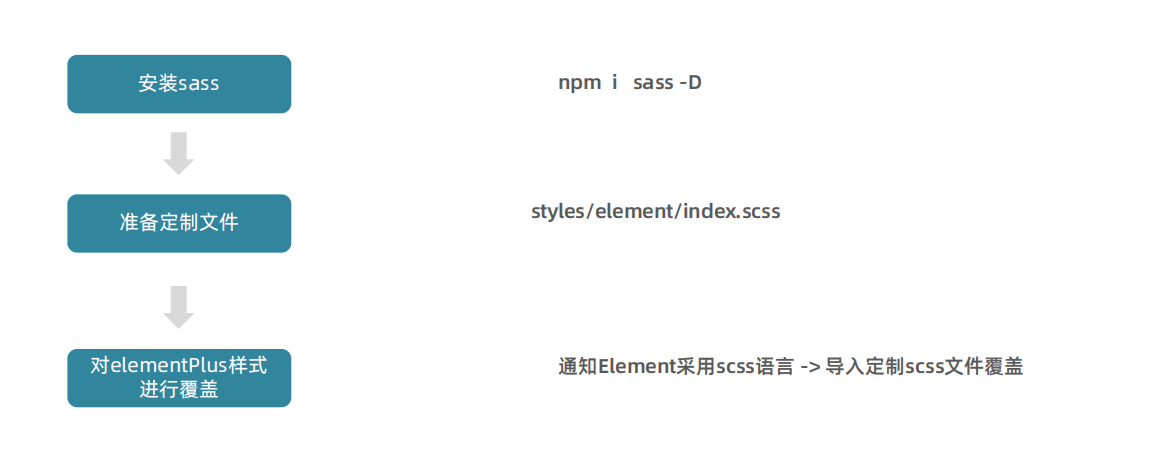 安装sass
npm i sass -D
准备定制文件
styles/element/index.scss
对elementPlus样式
进行覆盖
通知Element采用scss语言 -> 导入定制scss文件覆盖